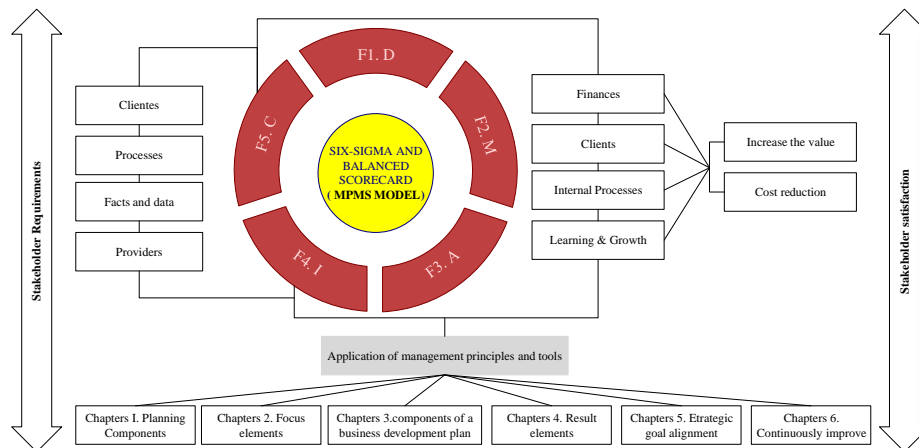 Stakeholder Requirements
Clientes
Processes
Facts and data
Providers
F1. D
F2. M
F3. A
F4. I
F5. C
SIX-SIGMA AND
BALANCED
SCORECARD
( MPMS MODEL)
Finances
Clients
Internal Processes
Learning & Growth
Increase the value
Cost reduction
Stakeholder satisfaction
Application of management principles and tools
Chapters I. Planning
Components
Chapters 2. Focus
elements
Chapters 3.components of a
business development plan
Chapters 4. Result
elements
Chapters 5. Etrategic
goal alignment
Chapters 6.
Continuously improve